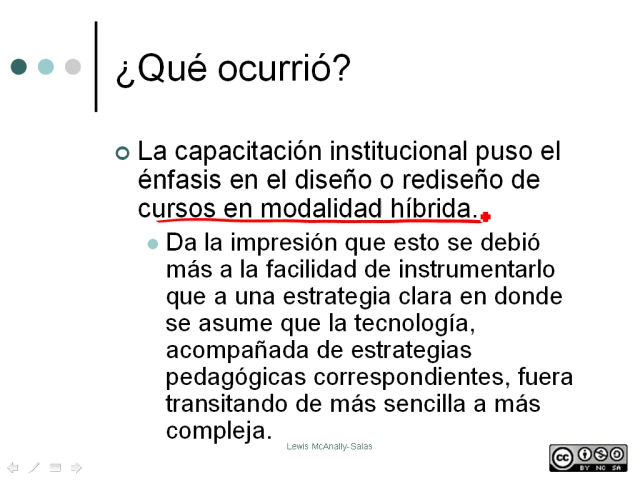 ¿Qué ocurrió?
La capacitación institucional puso el
énfasis en el diseño o rediseño de
cursos en modalidad híbrida.
Da la impresión que esto se debió
más a la facilidad de instrumentarlo
que a una estrategia clara en donde
se asume que la tecnología,
acompañada de estrategias
pedagógicas correspondientes, fuera
transitando de más sencilla a más
compleja.
Lewis McAnally-Salas
cc
BY NC SA